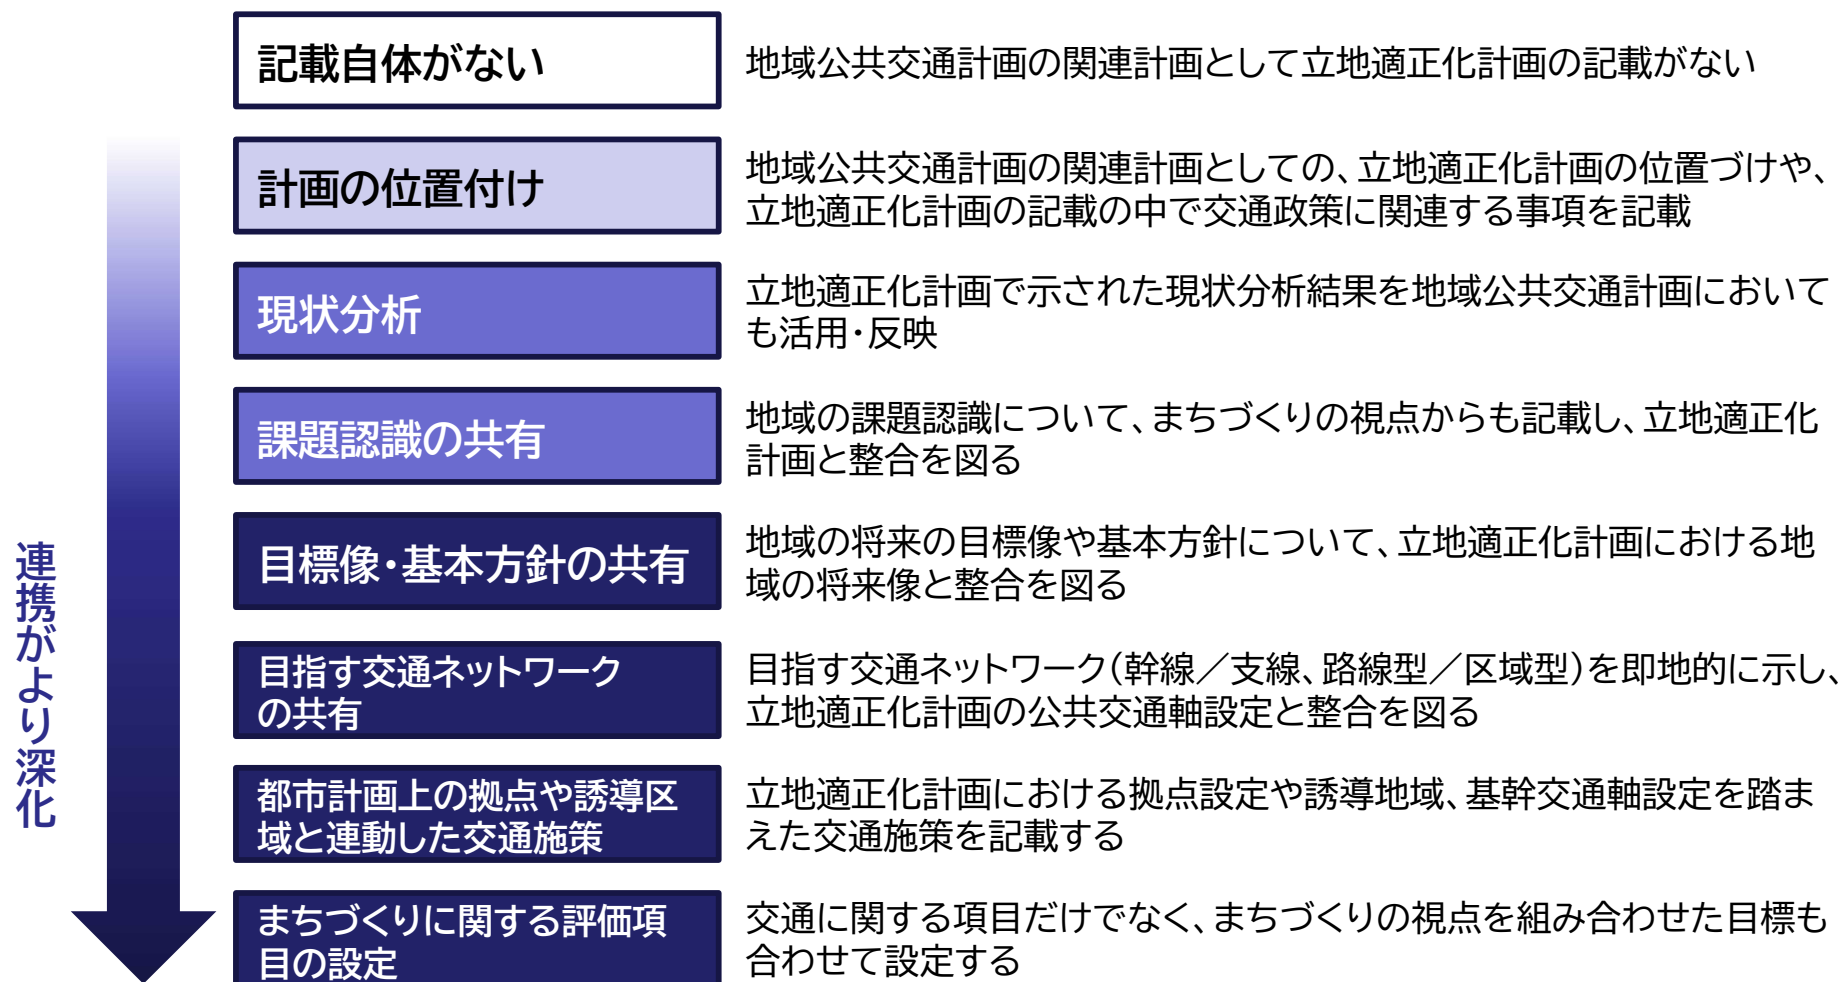 記載自体がない
地域公共交通計画の関連計画として立地適正化計画の記載がない
計画の位置付け
地域公共交通計画の関連計画としての、立地適正化計画の位置づけや、
立地適正化計画の記載の中で交通政策に関連する事項を記載
現状分析
立地適正化計画で示された現状分析結果を地域公共交通計画において
も活用・反映
課題認識の共有
地域の課題認識について、まちづくりの視点からも記載し、立地適正化
計画と整合を図る
目標像・基本方針の共有
地域の将来の目標像や基本方針について、立地適正化計画における地
域の将来像と整合を図る
目指す交通ネットワーク
の共有
目指す交通ネットワーク(幹線／支線、路線型／区域型)を即地的に示し、
立地適正化計画の公共交通軸設定と整合を図る
都市計画上の拠点や誘導区
域と連動した交通施策
立地適正化計画における拠点設定や誘導地域、基幹交通軸設定を踏ま
えた交通施策を記載する
まちづくりに関する評価項
目の設定
交通に関する項目だけでなく、まちづくりの視点を組み合わせた目標も
合わせて設定する
連携がより深化